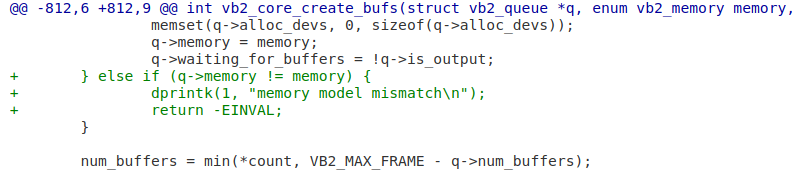 @@ -812,6 +812,9 @@ int vb2_core_create_bufs(struct vb2_queue *q, enum vb2_memory memory,
                 memset(q->alloc_devs, 0, sizeof(q->alloc_devs));
                 q->memory = memory;
                 q->waiting_for_buffers = !q->is_output;
+        } else if (q->memory != memory) {
+                dprintk(1, "memory model mismatch\n");
+                return -EINVAL;
         }
         num_buffers = min(*count, VB2_MAX_FRAME - q->num_buffers);